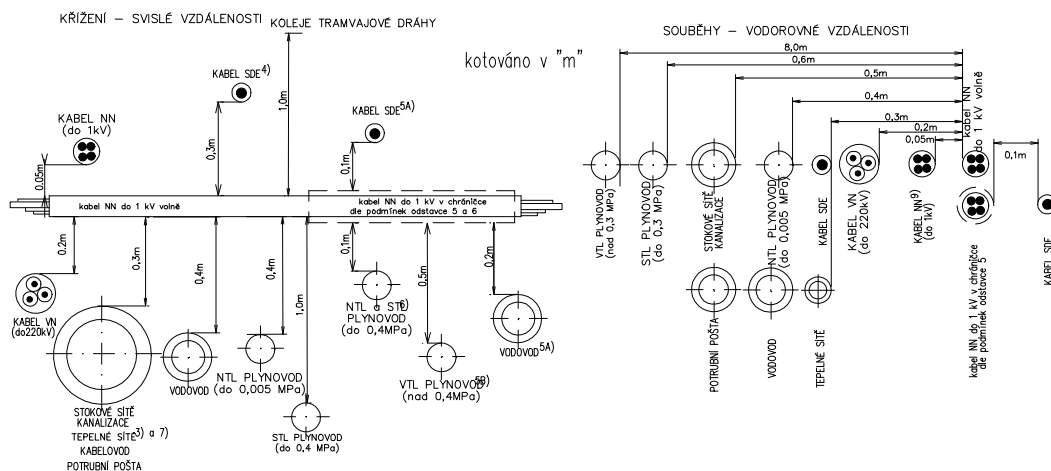 KŘÍŽENÍ – SVISLÉ VZDÁLENOSTI
KOLEJE TRAMVAJOVÉ DRÁHY
kotováno v "m"
KABEL SDE4)
1,0m
KABEL SDE5A)
KABEL NN
(do 1kV)
0,3m
0,1m
0.05m
kabel NN do 1 kV volně
kabel NN do 1 kV v chráničce
dle podmínek odstavce 5 a 6
0,2m
0,3m
0,4m
0,4m
1,0m
0,1m
0,5m
0,2m
KABEL VN
(do220kV)
NTL a STL6)
PLYNOVOD
(do 0,4MPa)
VODOVOD5A)
VODOVOD
NTL PLYNOVOD
(do 0,005 MPa)
VTL PLYNOVOD5B)
(nad 0,4MPa)
STOKOVÉ SÍTĚ
KANALIZACE
TEPELNÉ SÍTĚ3) a 7)
KABELOVOD
POTRUBNÍ POŠTA
STL PLYNOVOD
(do 0.4 MPa)
SOUBĚHY – VODOROVNÉ VZDÁLENOSTI
8,0m
0,6m
0,5m
0,4m
0,3m
0,2m
0,05m
kabel NN
do 1 kV volně
0,1m
VTL PLYNOVOD
(nad 0,3 MPa)
STL PLYNOVOD
(do 0,3 MPa)
STOKOVÉ SÍTĚ
KANALIZACE
NTL PLYNOVOD
(do 0,005 MPa)
KABEL SDE
KABEL VN
(do 220kV)
KABEL NN9)
(do 1kV)
kabel NN do 1 kV v chráničce
dle podmínek odstavce 5
KABEL SDE
POTRUBNÍ POŠTA
VODOVOD
TEPELNÉ SÍTĚ